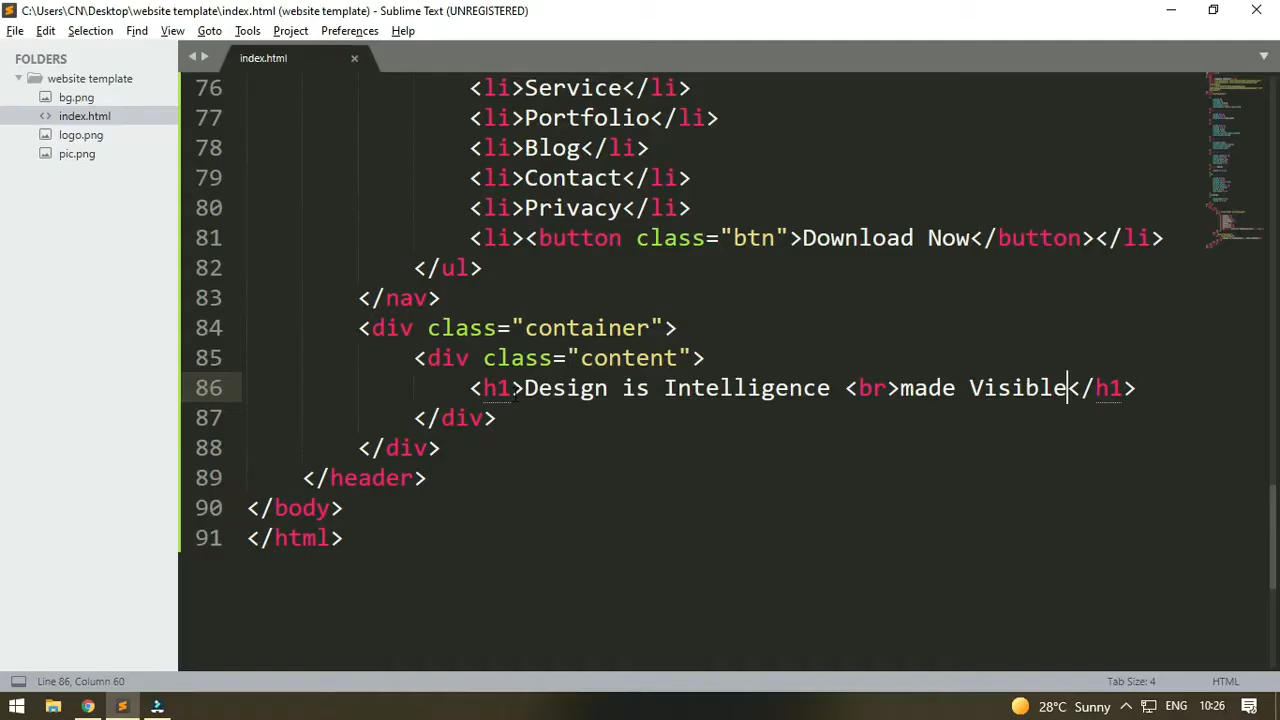 C:\Users\CN\Desktop\website template\index.html (website template) - Sublime Text (UNREGISTERED)
File Edit Selection Find View Goto Tools Project Preferences Help
FOLDERS
website template
bg.png
index.html
logo.png
pic.png
index.html
76 <li>Service</li>
77 <li>Portfolio</li>
78 <li>Blog</li>
79 <li>Contact</li>
80 <li>Privacy</li>
81 <li><button class="btn">Download Now</button></li>
82 </ul>
83 </nav>
84 <div class="container">
85 <div class="content">
86 <h1>Design is Intelligence <br>made Visible</h1>
87 </div>
88 </div>
89 </header>
90 </body>
91 </html>
Line 86, Column 60
Tab Size: 4
HTML
28°C Sunny
ENG
10:26